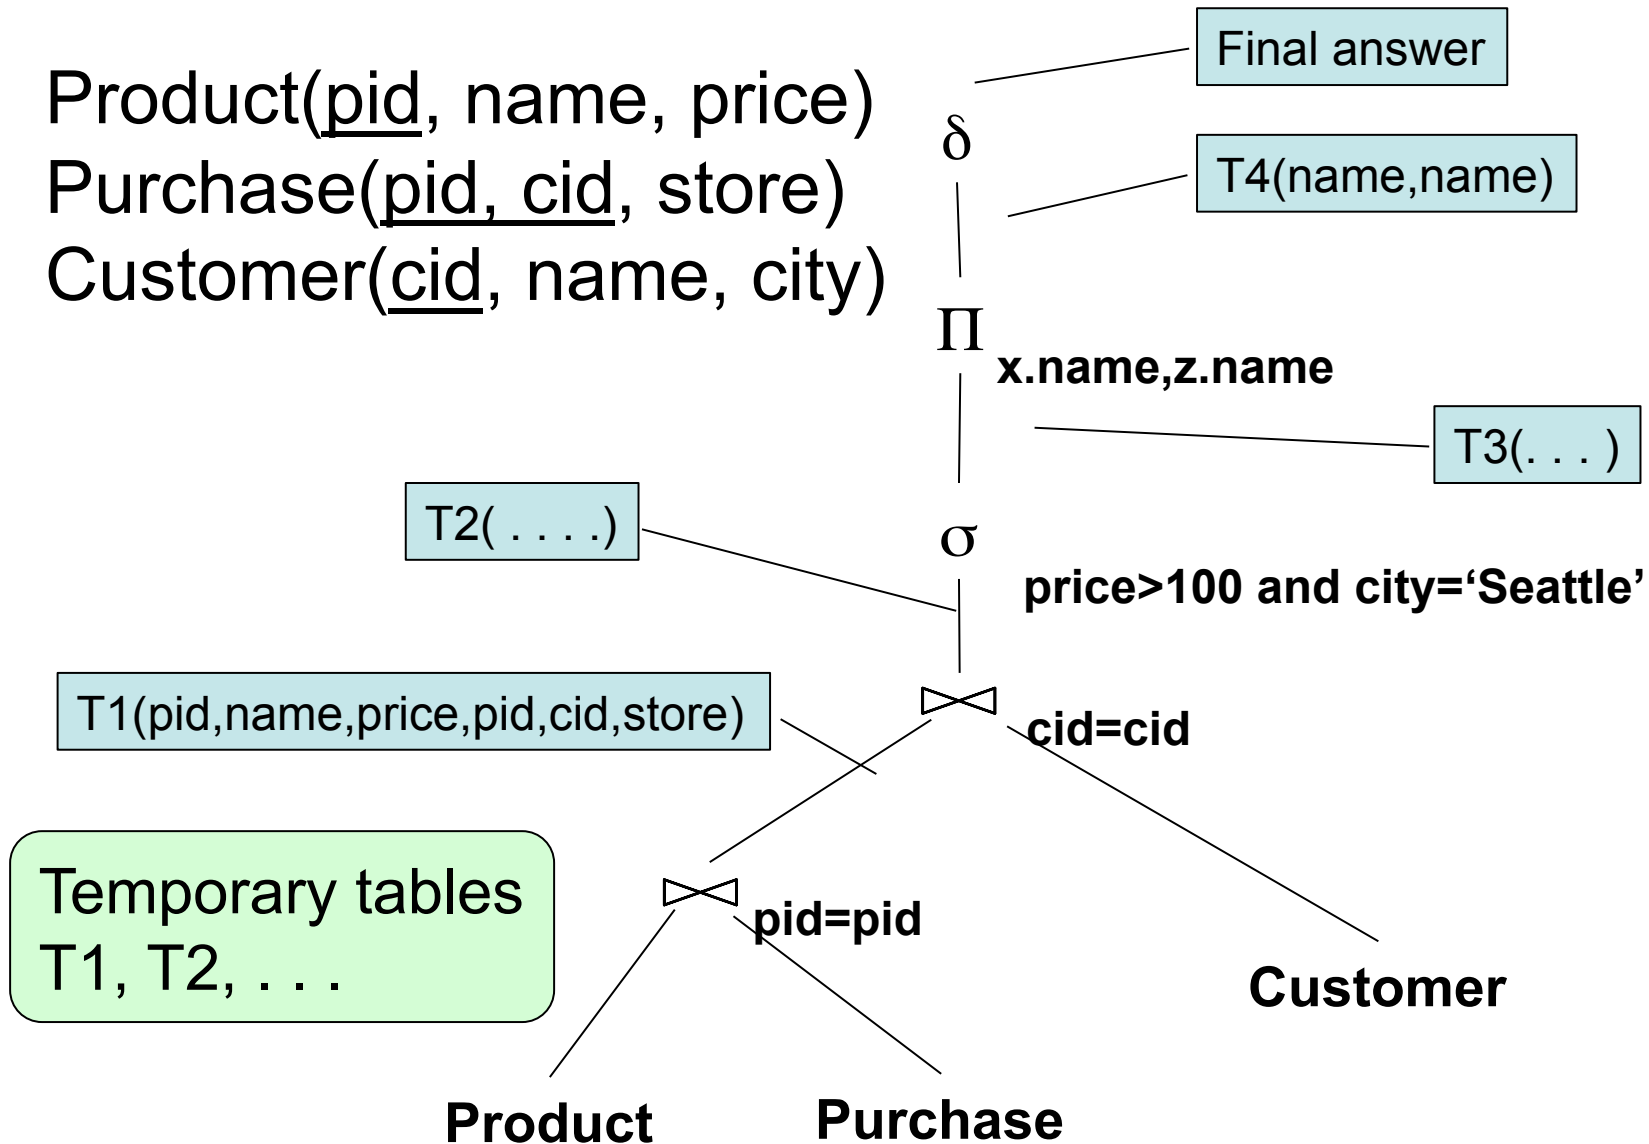 Product(pid, name, price)
Purchase(pid, cid, store)
Customer(cid, name, city)
Final answer
δ
T4(name,name)
Π
x.name,z.name
T3(. . . )
T2( . . . .)
σ
price>100 and city=‘Seattle’
T1(pid,name,price,pid,cid,store)
cid=cid
Temporary tables
T1, T2, . . .
pid=pid
Customer
Product
Purchase